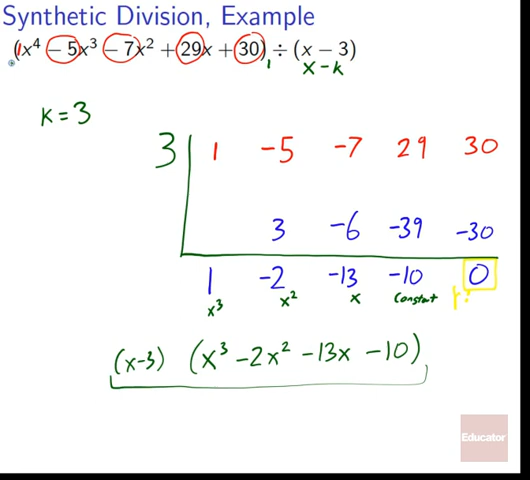 Synthetic Division, Example
(x⁴ − 5x³ − 7x² + 29x + 30) ÷ (x − 3)
x − k
k = 3
3 1 -5 -7 29 30
3 -6 -39 -30
1 -2 -13 -10 0
x³ x² x constant r:
(x-3) (x³ - 2x² - 13x - 10)
Educator